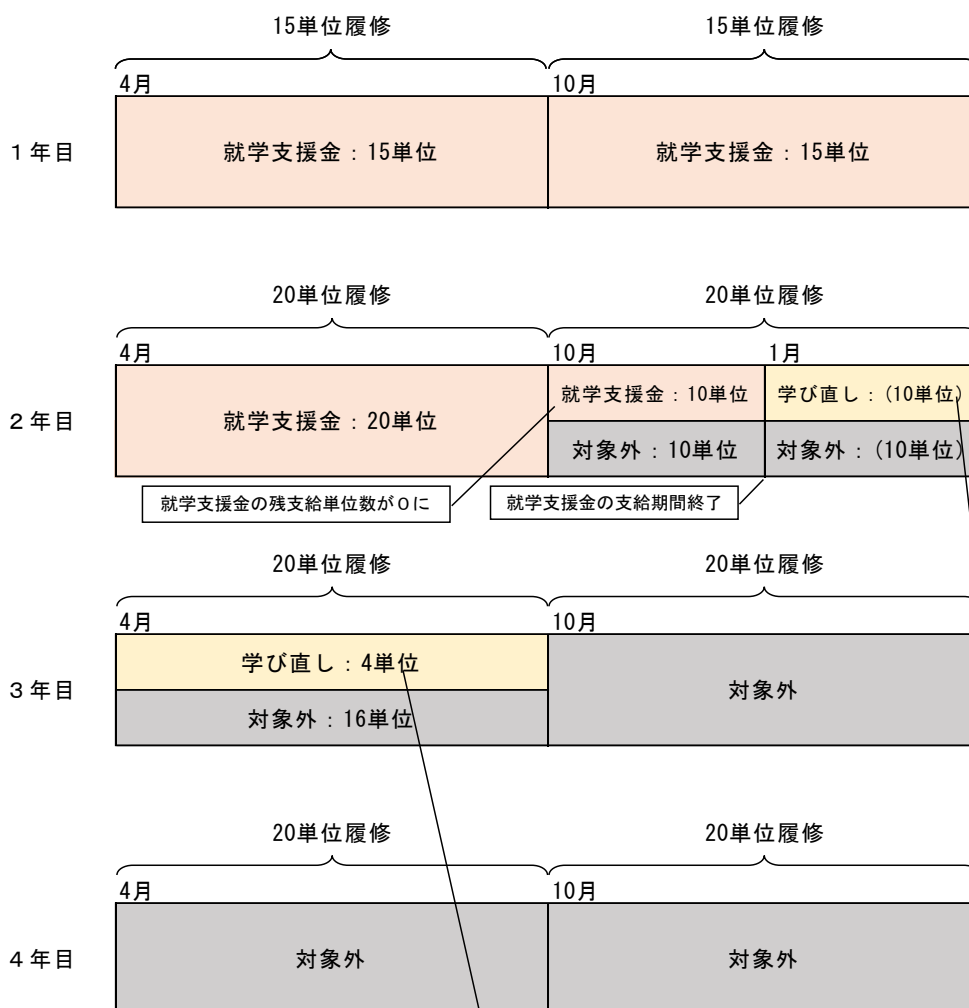 15単位履修 15単位履修
4月 10月
1年目 就学支援金：15単位 就学支援金：15単位
20単位履修 20単位履修
4月 10月 1月
2年目 就学支援金：20単位 就学支援金：10単位 学び直し：(10単位)
対象外：10単位 対象外：(10単位)
就学支援金の残支給単位数が０に 就学支援金の支給期間終了
20単位履修 20単位履修
4月 10月
3年目 学び直し：4単位 対象外
対象外：16単位
20単位履修 20単位履修
4月 10月
4年目 対象外 対象外